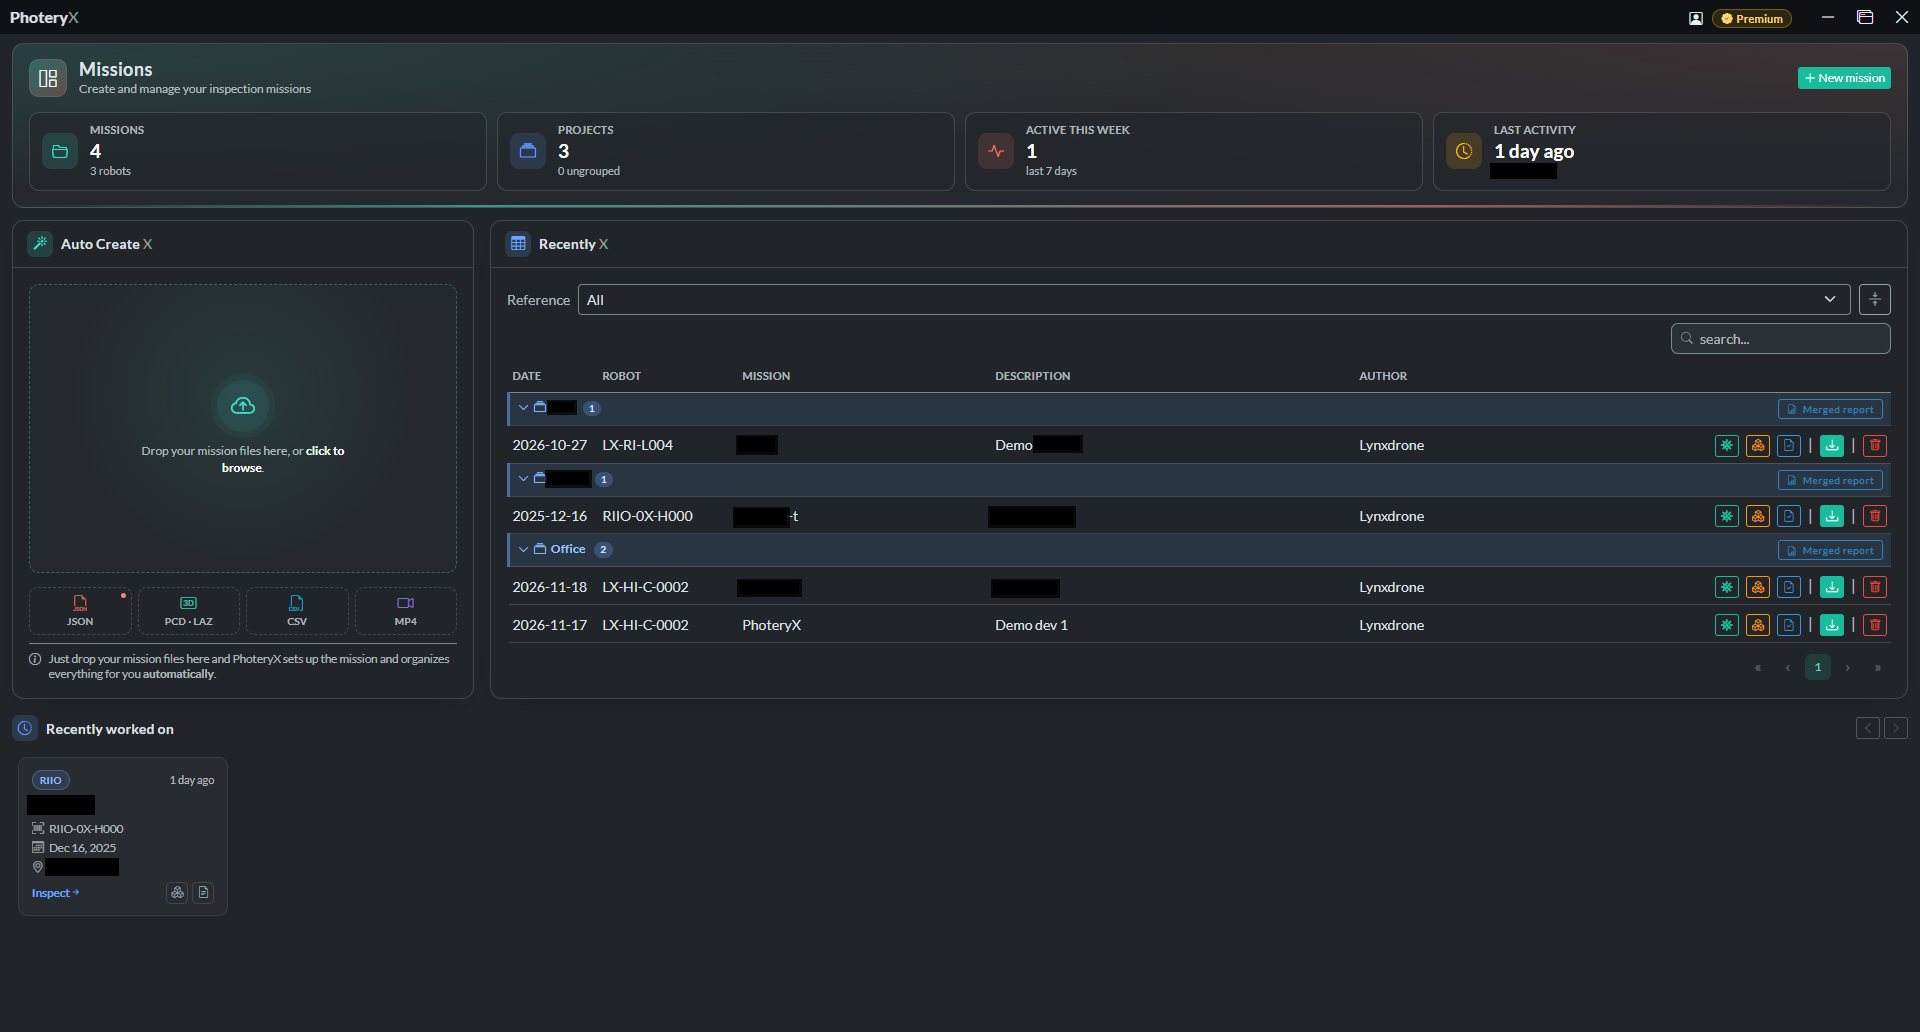 PhoteryX
Premium
Missions
Create and manage your inspection missions
+ New mission
MISSIONS
4
3 robots
PROJECTS
3
0 ungrouped
ACTIVE THIS WEEK
1
last 7 days
LAST ACTIVITY
1 day ago
Auto Create X
Drop your mission files here, or click to
browse.
JSON
JSON
3D
PCD · LAZ
CSV
CSV
MP4
Just drop your mission files here and PhoteryX sets up the mission and organizes
everything for you automatically.
Recently X
Reference All
search...
DATE ROBOT MISSION DESCRIPTION AUTHOR
1 Merged report
2026-10-27 LX-RI-L004 Demo Lynxdrone | |
1 Merged report
2025-12-16 RIIO-0X-H000 -t Lynxdrone | |
Office 2 Merged report
2026-11-18 LX-HI-C-0002 Lynxdrone | |
2026-11-17 LX-HI-C-0002 PhoteryX Demo dev 1 Lynxdrone | |
« ‹ 1 › »
Recently worked on
RIIO 1 day ago
RIIO-0X-H000
Dec 16, 2025
Inspect →